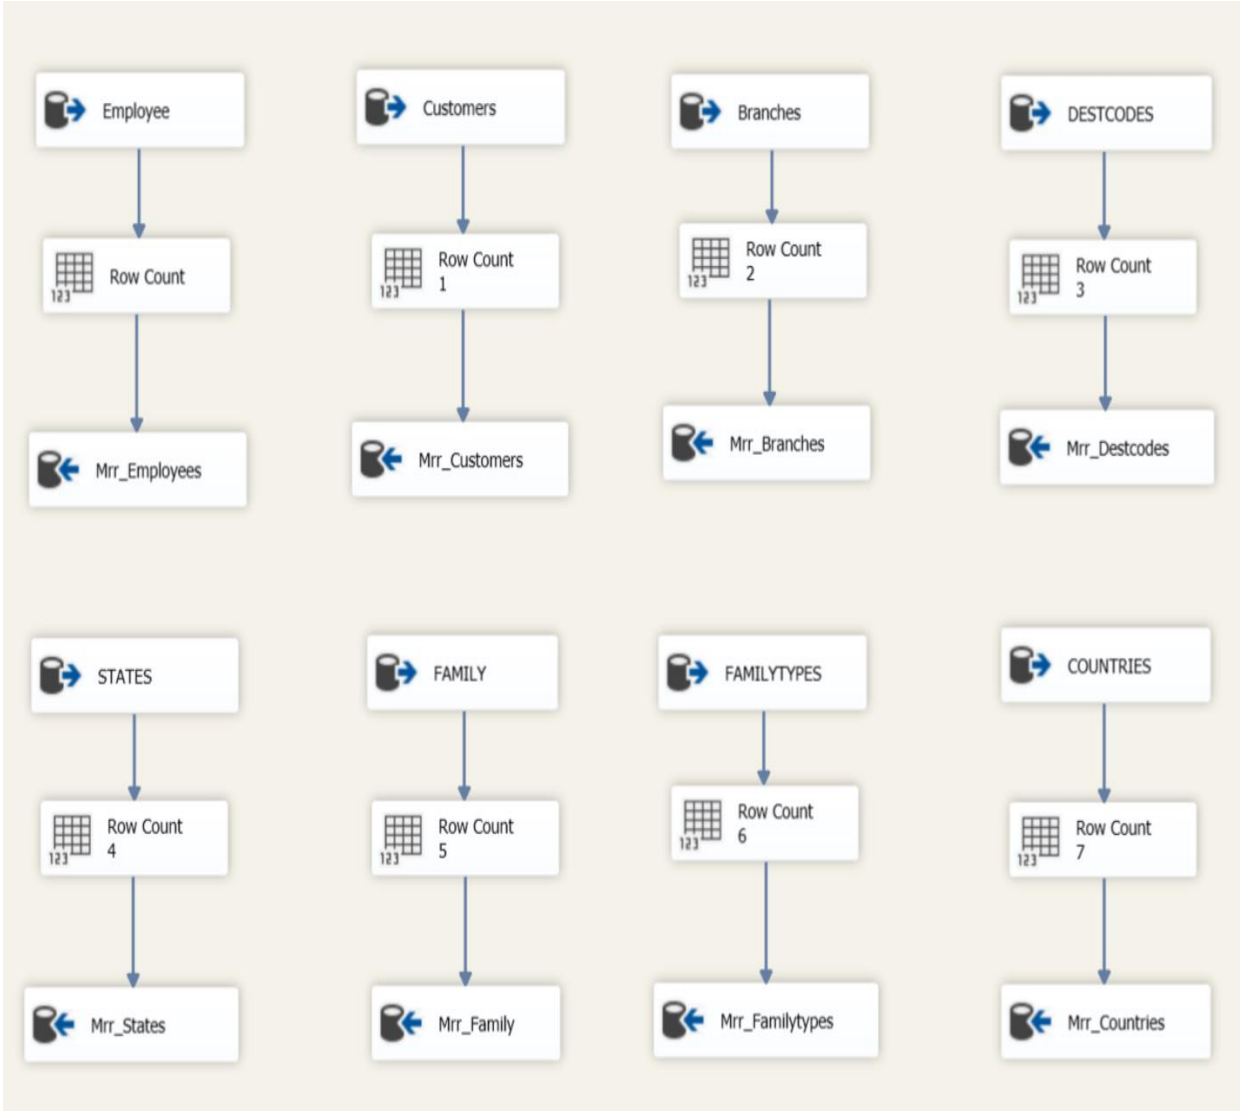 Employee
Customers
Branches
DESTCODES
123
Row Count
123
Row Count
1
123
Row Count
2
123
Row Count
3
Mrr_Employees
Mrr_Customers
Mrr_Branches
Mrr_Destcodes
STATES
FAMILY
FAMILYTYPES
COUNTRIES
123
Row Count
4
123
Row Count
5
123
Row Count
6
123
Row Count
7
Mrr_States
Mrr_Family
Mrr_Familytypes
Mrr_Countries